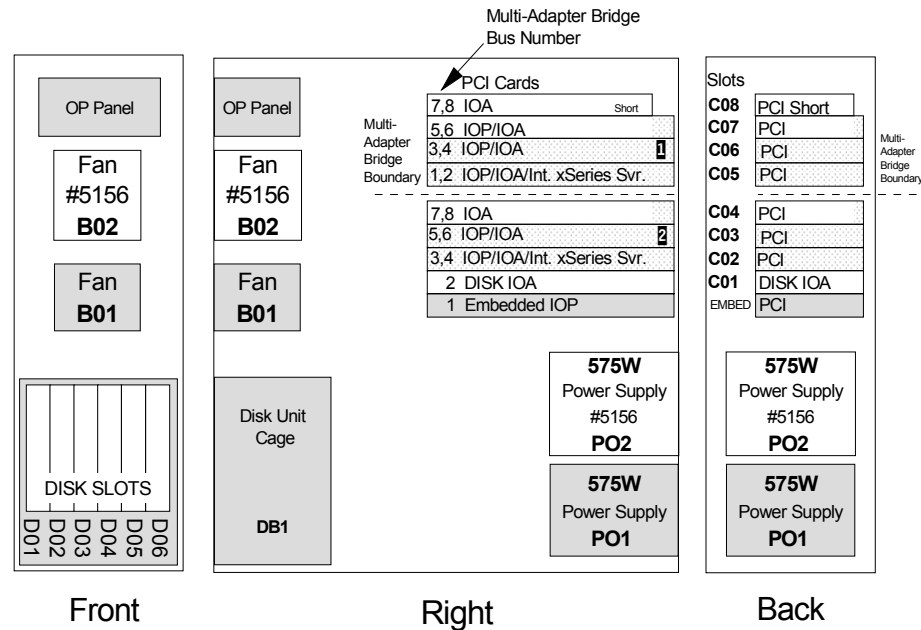 Multi-Adapter Bridge
Bus Number
OP Panel
Fan
#5156
B02
Fan
B01
DISK SLOTS
D01
D02
D03
D04
D05
D06
Front
OP Panel
Fan
#5156
B02
Fan
B01
Disk Unit
Cage
DB1
Multi-
Adapter
Bridge
Boundary
PCI Cards
7,8 IOA Short
5,6 IOP/IOA
3,4 IOP/IOA 1
1,2 IOP/IOA/Int. xSeries Svr.
7,8 IOA
5,6 IOP/IOA 2
3,4 IOP/IOA/Int. xSeries Svr.
2 DISK IOA
1 Embedded IOP
575W
Power Supply
#5156
PO2
575W
Power Supply
PO1
Right
Slots
C08 PCI Short
C07 PCI
C06 PCI
C05 PCI
C04 PCI
C03 PCI
C02 PCI
C01 DISK IOA
EMBED PCI
Multi-
Adapter
Bridge
Boundary
575W
Power Supply
#5156
PO2
575W
Power Supply
PO1
Back